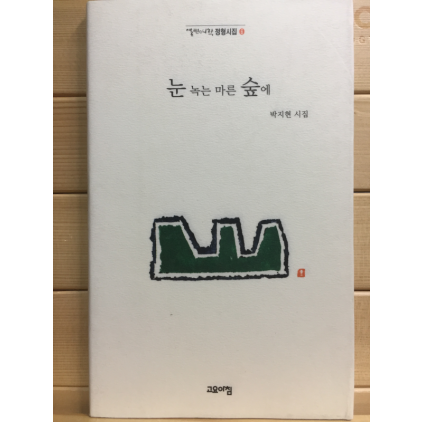 열린시학 정형시집
눈 녹는 마른 숲에
박지현 시집
고요아침